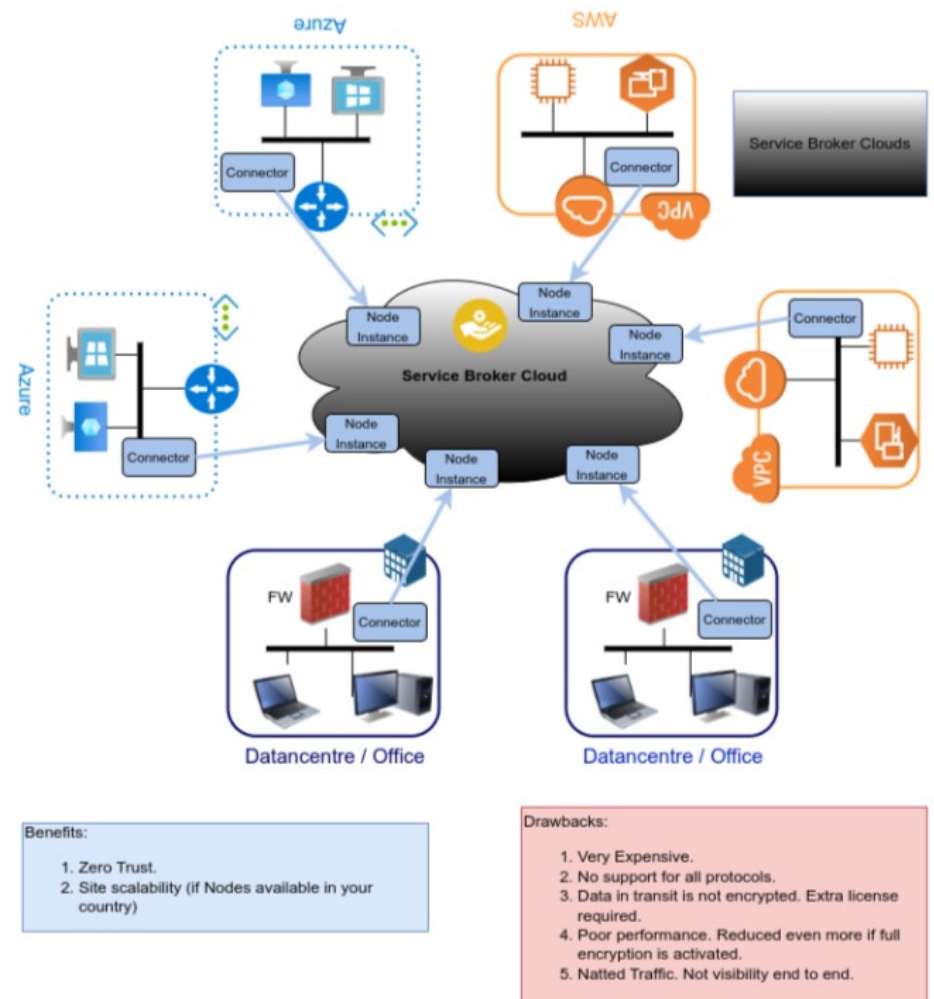 Azure
AWS
Service Broker Clouds
Connector
Connector
VPC
Node
Instance
Node
Instance
Node
Instance
Connector
Azure
Service Broker Cloud
Node
Instance
Connector
Node
Instance
Node
Instance
VPC
FW
Connector
FW
Connector
Datancentre / Office
Datancentre / Office
Benefits:
1. Zero Trust.
2. Site scalability (if Nodes available in your
country)
Drawbacks:
1. Very Expensive.
2. No support for all protocols.
3. Data in transit is not encrypted. Extra license
required.
4. Poor performance. Reduced even more if full
encryption is activated.
5. Natted Traffic. Not visibility end to end.